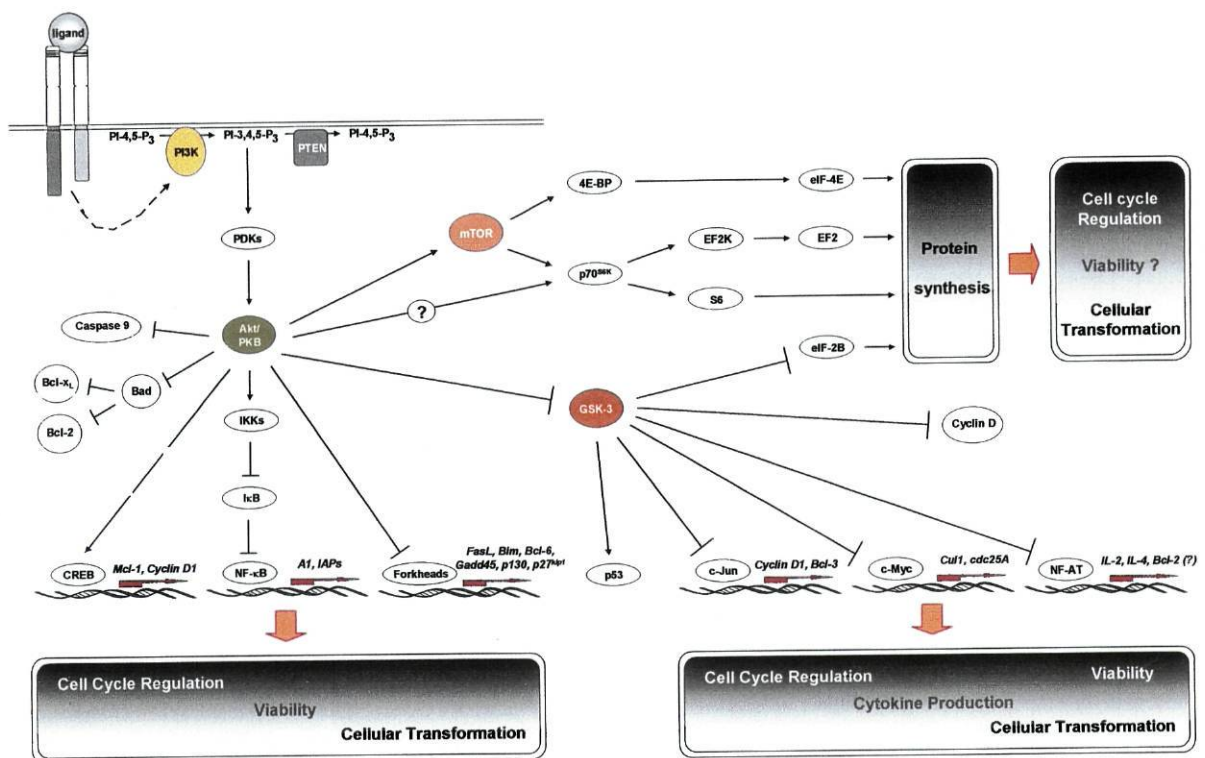 ligand
PI-4,5-P3
PI3K
PI-3,4,5-P3
PTEN
PI-4,5-P3
PDKs
mTOR
4E-BP
eIF-4E
EF2K
EF2
p70S6K
S6
?
Akt/
PKB
Caspase 9
Bad
Bcl-xL
Bcl-2
IKKs
IκB
GSK-3
eIF-2B
Cyclin D
Protein
synthesis
Cell cycle
Regulation
Viability ?
Cellular
Transformation
CREB
Mcl-1, Cyclin D1
NF-κB
A1, IAPs
Forkheads
FasL, Bim, Bcl-6,
Gadd45, p130, p27kip1
p53
c-Jun
Cyclin D1, Bcl-3
c-Myc
Cul1, cdc25A
NF-AT
IL-2, IL-4, Bcl-2 (?)
Cell Cycle Regulation
Viability
Cellular Transformation
Cell Cycle Regulation
Viability
Cytokine Production
Cellular Transformation